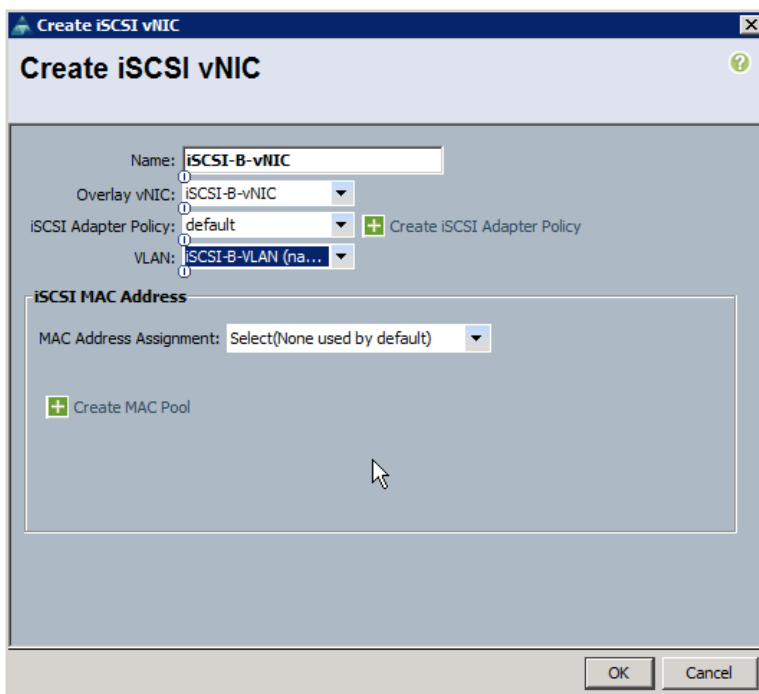 Create iSCSI vNIC
Create iSCSI vNIC
Name: iSCSI-B-vNIC
Overlay vNIC: iSCSI-B-vNIC
iSCSI Adapter Policy: default Create iSCSI Adapter Policy
VLAN: iSCSI-B-VLAN (na...
iSCSI MAC Address
MAC Address Assignment: Select(None used by default)
Create MAC Pool
OK Cancel